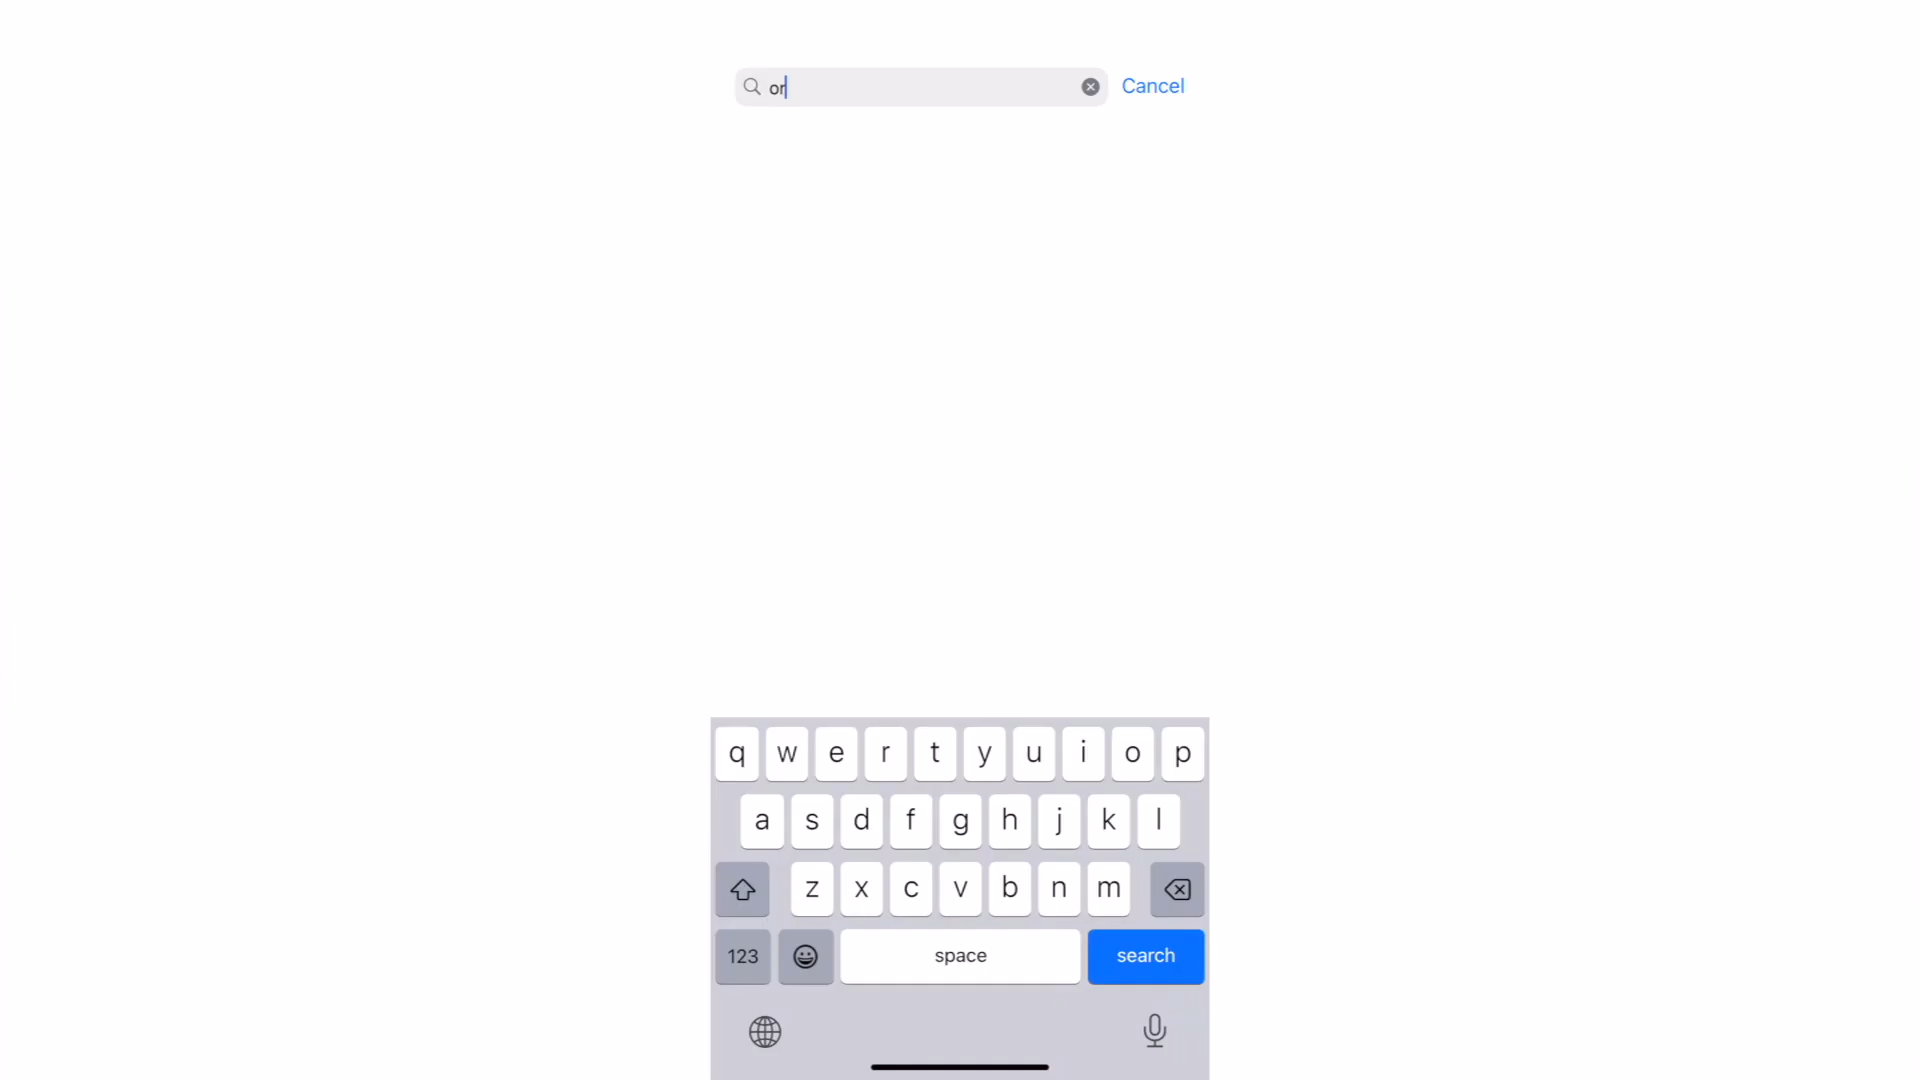 or Cancel
q w e r t y u i o p
a s d f g h j k l
z x c v b n m
123 space search